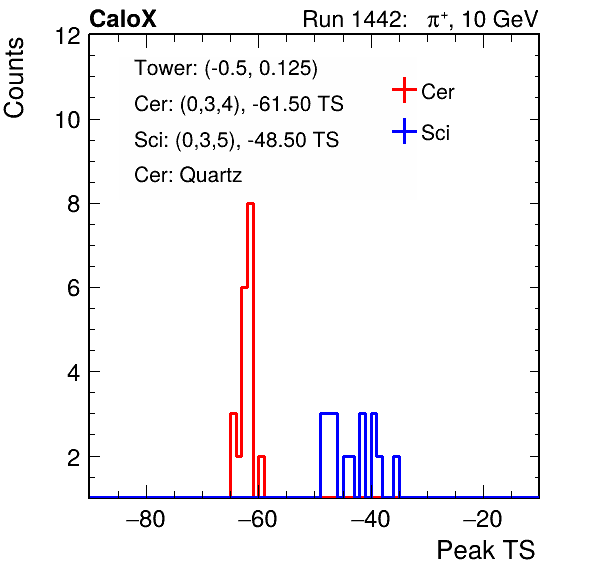 CaloX Run 1442: π⁺, 10 GeV
Counts
Tower: (-0.5, 0.125)
Cer: (0,3,4), -61.50 TS
Sci: (0,3,5), -48.50 TS
Cer: Quartz
Cer
Sci
12
10
8
6
4
2
−80 −60 −40 −20
Peak TS